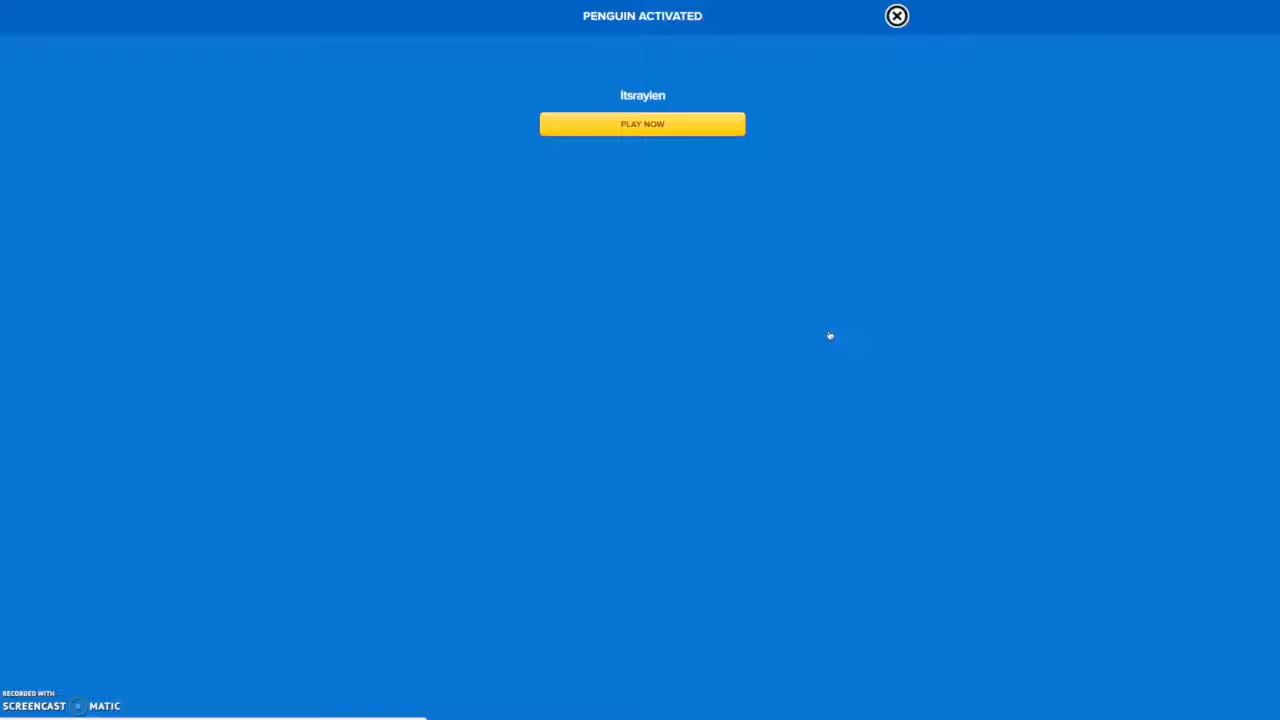 PENGUIN ACTIVATED
Itsraylen
PLAY NOW
RECORDED WITH
SCREENCAST MATIC